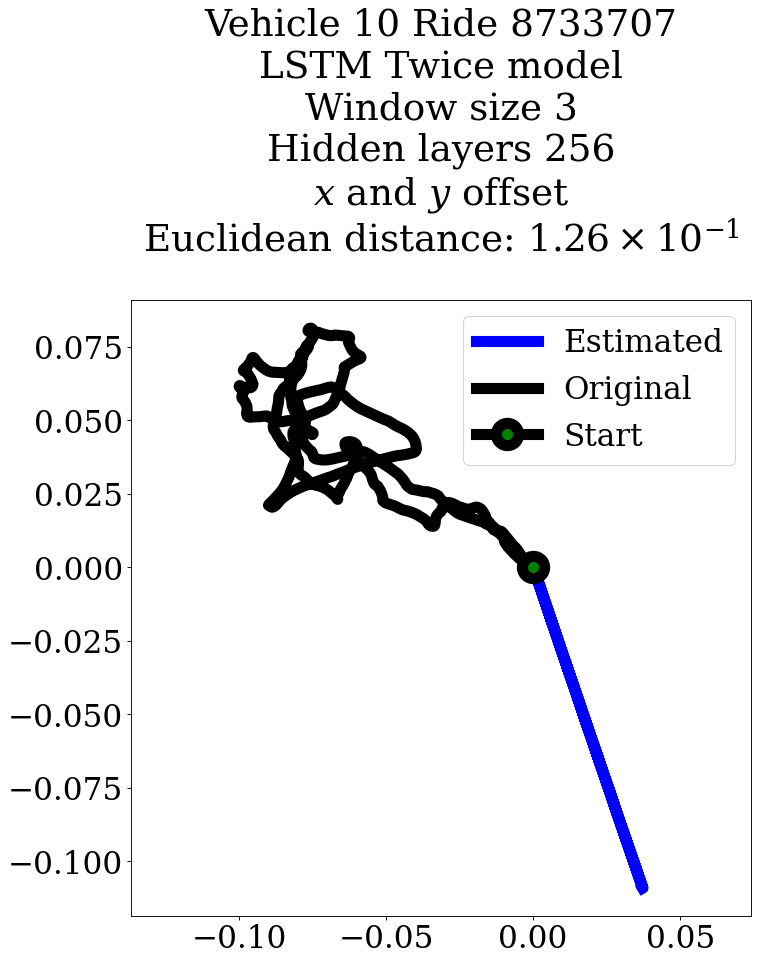 Vehicle 10 Ride 8733707
LSTM Twice model
Window size 3
Hidden layers 256
x and y offset
Euclidean distance: 1.26 × 10⁻¹
Estimated
Original
Start
0.075
0.050
0.025
0.000
−0.025
−0.050
−0.075
−0.100
−0.10
−0.05
0.00
0.05